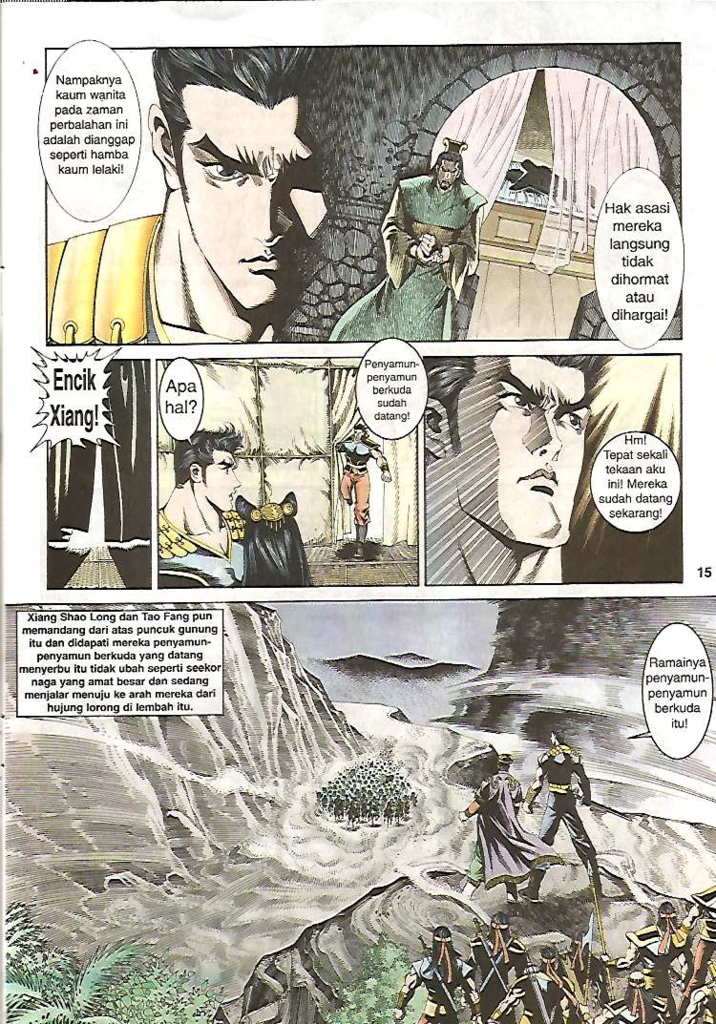 Nampaknya
kaum wanita
pada zaman
perbalahan ini
adalah dianggap
seperti hamba
kaum lelaki!
Hak asasi
mereka
langsung
tidak
dihormat
atau
dihargai!
Encik
Xiang!
Apa
hal?
Penyamun-
penyamun
berkuda
sudah
datang!
Hm!
Tepat sekali
tekaan aku
ini! Mereka
sudah datang
sekarang!
15
Xiang Shao Long dan Tao Fang pun
memandang dari atas puncuk gunung
itu dan didapati mereka penyamun-
penyamun berkuda yang datang
menyerbu itu tidak ubah seperti seekor
naga yang amat besar dan sedang
menjalar menuju ke arah mereka dari
hujung lorong di lembah itu.
Ramainya
penyamun-
penyamun
berkuda
itu!